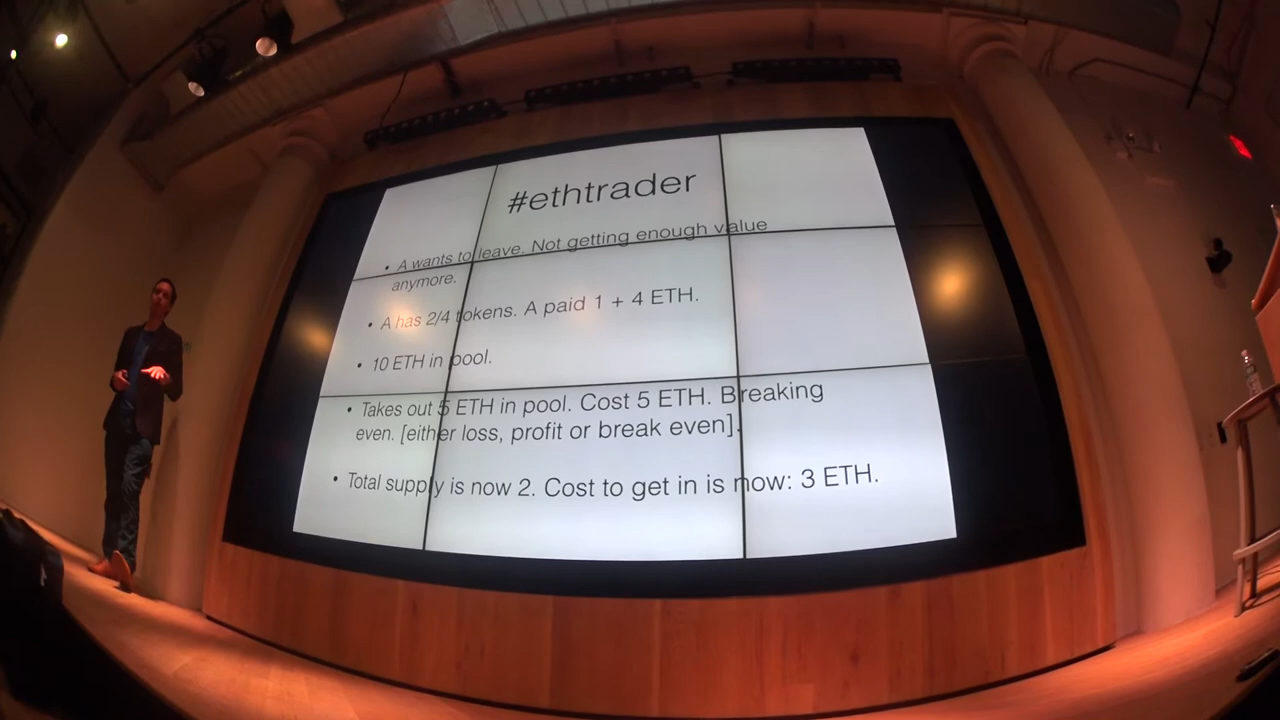 #ethtrader
• A wants to leave. Not getting enough value
anymore.
• A has 2/4 tokens. A paid 1 + 4 ETH.
• 10 ETH in pool.
• Takes out 5 ETH in pool. Cost 5 ETH. Breaking
even. [either loss, profit or break even].
• Total supply is now 2. Cost to get in is now: 3 ETH.